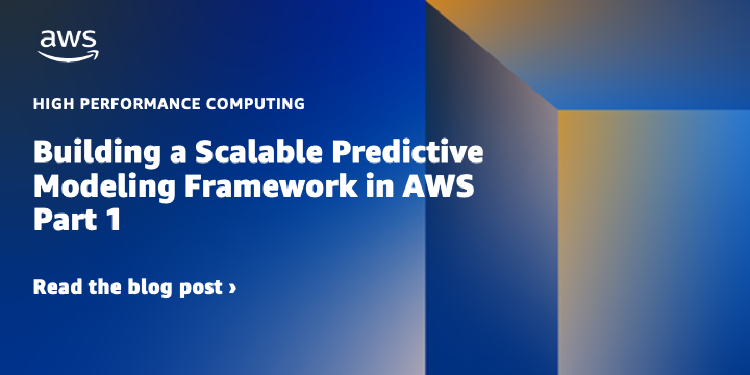 aws
HIGH PERFORMANCE COMPUTING
Building a Scalable Predictive
Modeling Framework in AWS
Part 1
Read the blog post ›